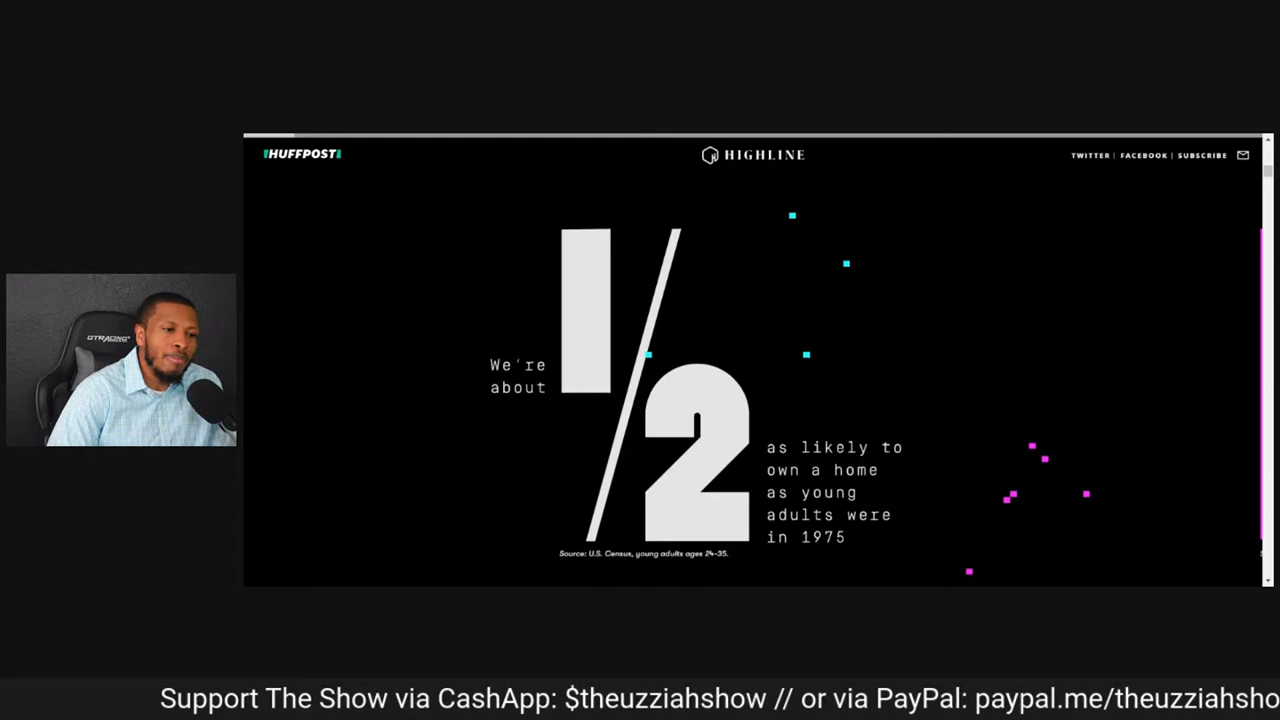 HUFFPOST
HIGHLINE
TWITTER | FACEBOOK | SUBSCRIBE
We're
about
1/2
as likely to
own a home
as young
adults were
in 1975
Source: U.S. Census, young adults ages 24-35.
GTRACING
Support The Show via CashApp: $theuzziahshow // or via PayPal: paypal.me/theuzziahsho